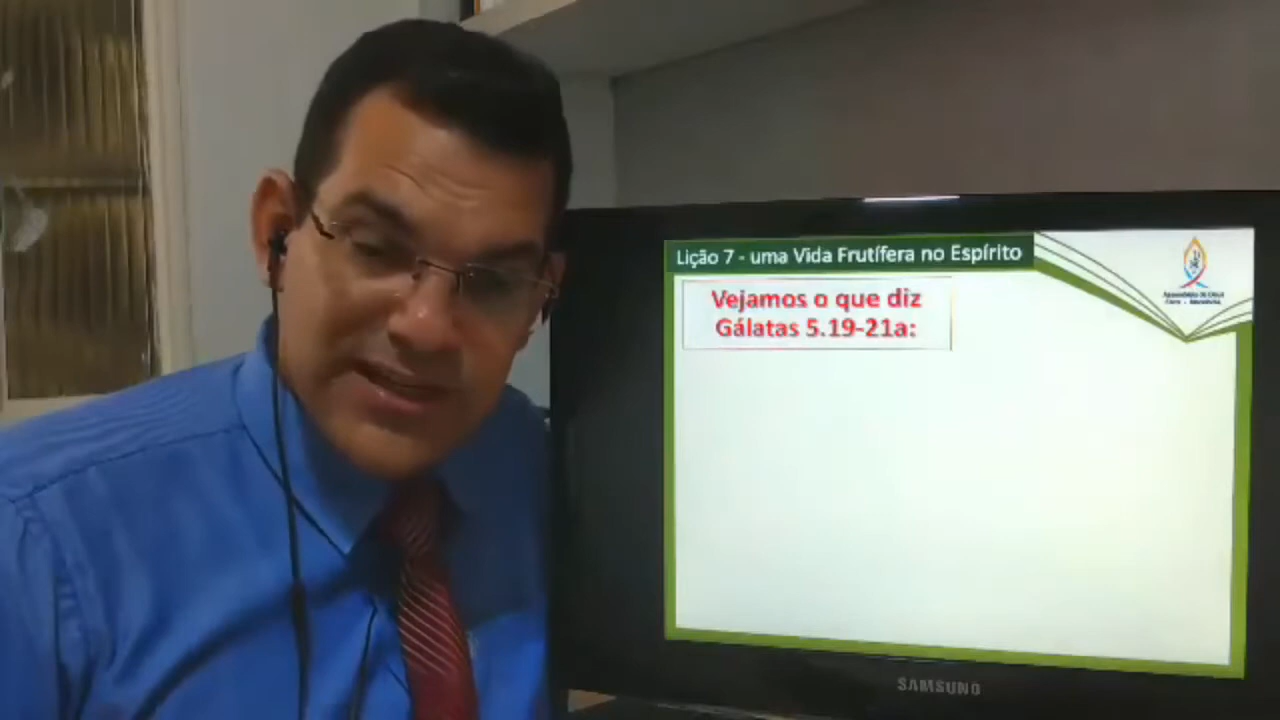 Lição 7 - uma Vida Frutífera no Espírito
Vejamos o que diz
Gálatas 5.19-21a:
SAMSUNG